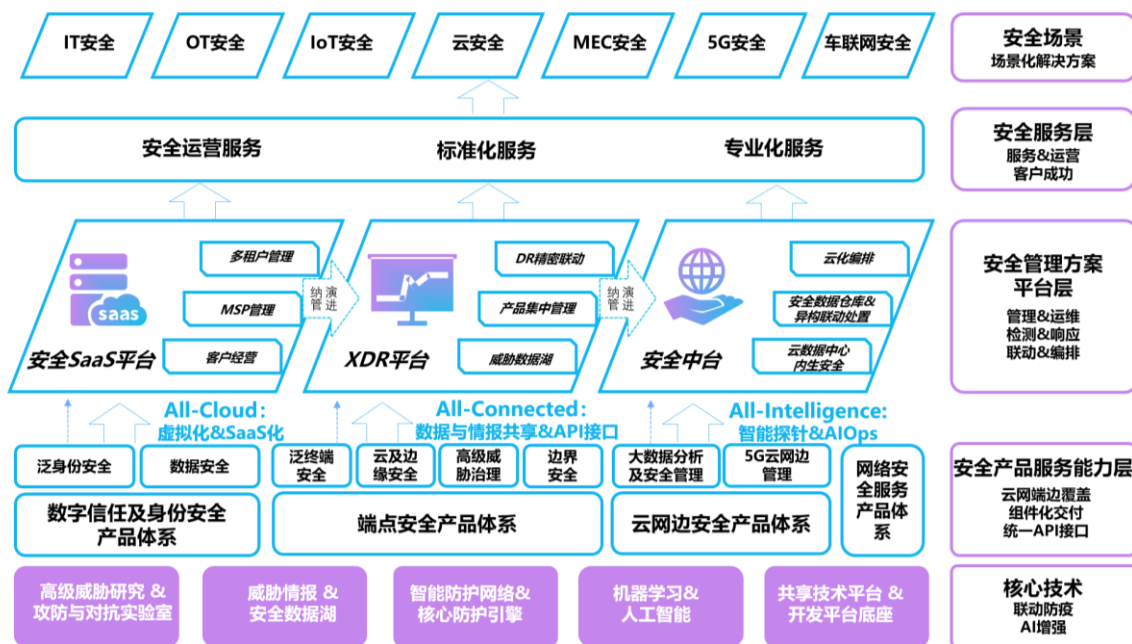 IT安全
OT安全
IoT安全
云安全
MEC安全
5G安全
车联网安全
安全场景
场景化解决方案
安全运营服务
标准化服务
专业化服务
安全服务层
服务&运营
客户成功
多租户管理
MSP管理
客户经营
saas
安全SaaS平台
纳管
演进
DR精密联动
产品集中管理
威胁数据湖
XDR平台
纳管
演进
云化编排
安全数据仓库&
异构联动处置
云数据中心
内生安全
安全中台
安全管理方案
平台层
管理&运维
检测&响应
联动&编排
All-Cloud:
虚拟化&SaaS化
All-Connected:
数据与情报共享&API接口
All-Intelligence:
智能探针&AIOps
泛身份安全
数据安全
泛终端
安全
云及边
缘安全
高级威
胁治理
边界
安全
大数据分析
及安全管理
5G云网边
管理
网络安
全服务
产品体
系
数字信任及身份安全
产品体系
端点安全产品体系
云网边安全产品体系
安全产品服务能力层
云网端边覆盖
组件化交付
统一API接口
高级威胁研究 &
攻防与对抗实验室
威胁情报 &
安全数据湖
智能防护网络&
核心防护引擎
机器学习&
人工智能
共享技术平台 &
开发平台底座
核心技术
联动防疫
AI增强